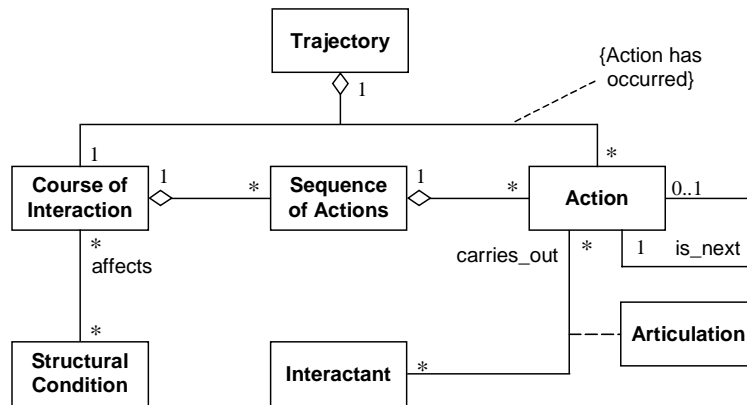 Trajectory
1
{Action has
occurred}
1
*
Course of
Interaction
1
*
Sequence
of Actions
1
*
Action
0..1
*
affects
carries_out
*
1
is_next
*
Structural
Condition
Interactant
*
Articulation